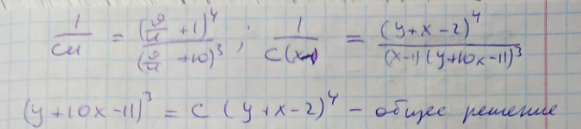 1/(cu) = (ϑ/u + 1)^4 / (ϑ/u + 10)^3 ; 1/(c(x-1)) = (y+x-2)^4 / ((x-1)(y+10x-11)^3)
(y+10x-11)^3 = c (y+x-2)^4 - общее решение